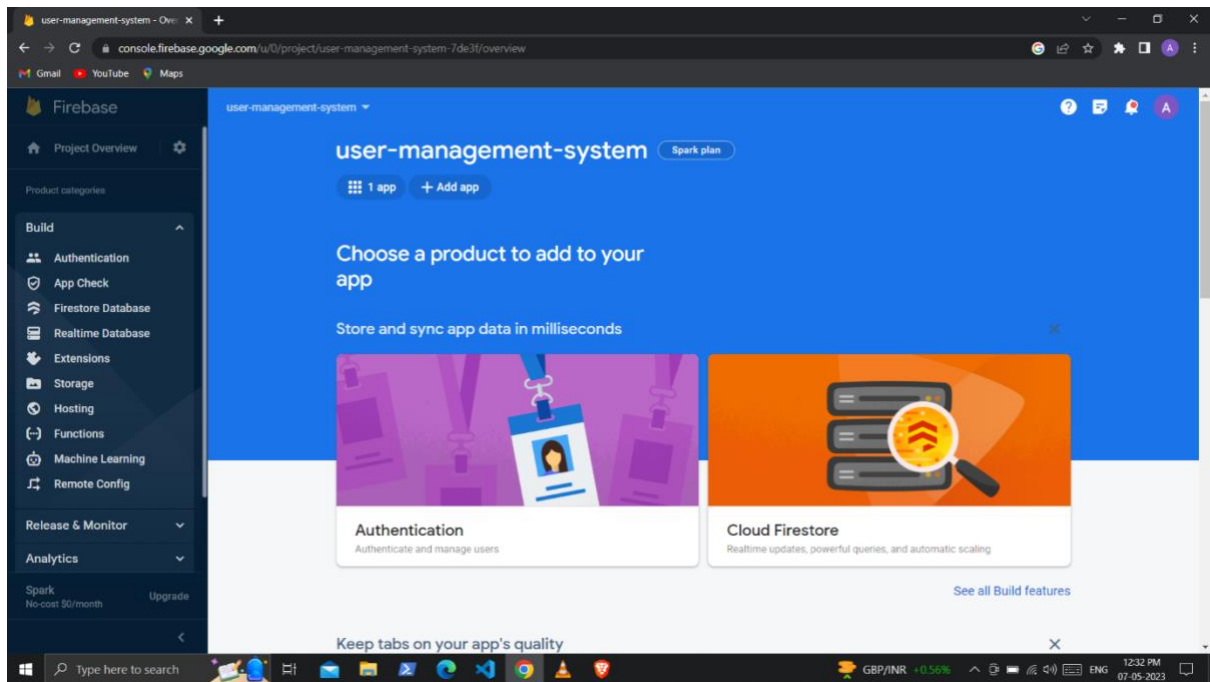 user-management-system - Over
console.firebase.google.com/u/0/project/user-management-system-7de3f/overview
Gmail YouTube Maps
Firebase
user-management-system
A
Project Overview
user-management-system Spark plan
1 app + Add app
Product categories
Build
Authentication
App Check
Firestore Database
Realtime Database
Extensions
Storage
Hosting
Functions
Machine Learning
Remote Config
Release & Monitor
Analytics
Spark
No-cost $0/month
Upgrade
Choose a product to add to your
app
Store and sync app data in milliseconds
Authentication
Authenticate and manage users
Cloud Firestore
Realtime updates, powerful queries, and automatic scaling
See all Build features
Keep tabs on your app's quality
Type here to search
GBP/INR +0.56%
ENG
12:32 PM
07-05-2023